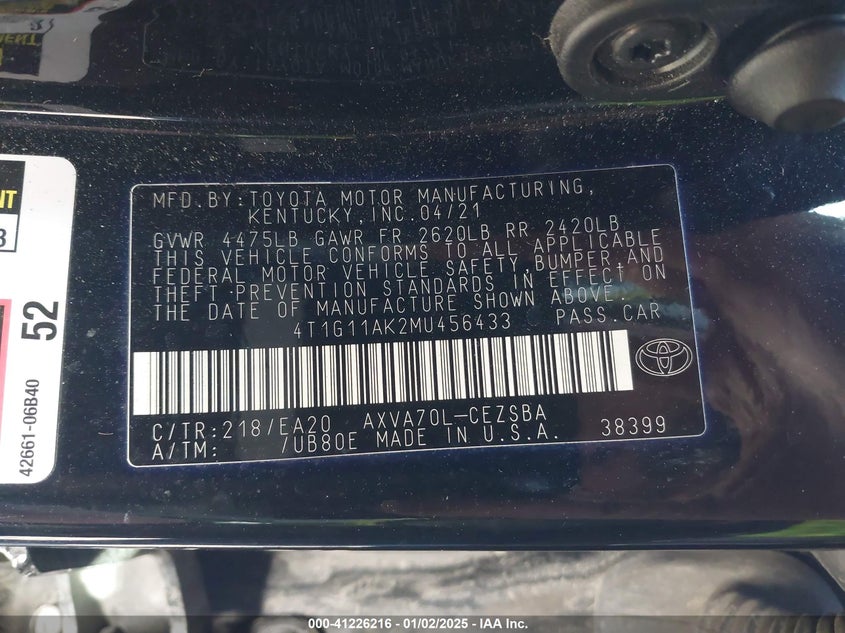 MFD.BY:TOYOTA MOTOR MANUFACTURING,
KENTUCKY,INC.04/21
GVWR 4475LB GAWR FR 2620LB RR 2420LB
THIS VEHICLE CONFORMS TO ALL APPLICABLE
FEDERAL MOTOR VEHICLE SAFETY,BUMPER,AND
THEFT PREVENTION STANDARDS IN EFFECT ON
THE DATE OF MANUFACTURE SHOWN ABOVE.
4T1G11AK2MU456433 PASS.CAR
C/TR:218/EA20 AXVA70L-CEZSBA
A/TM: /UB80E MADE IN U.S.A. 38399
52
42661-06B40
000-41226216 - 01/02/2025 - IAA Inc.